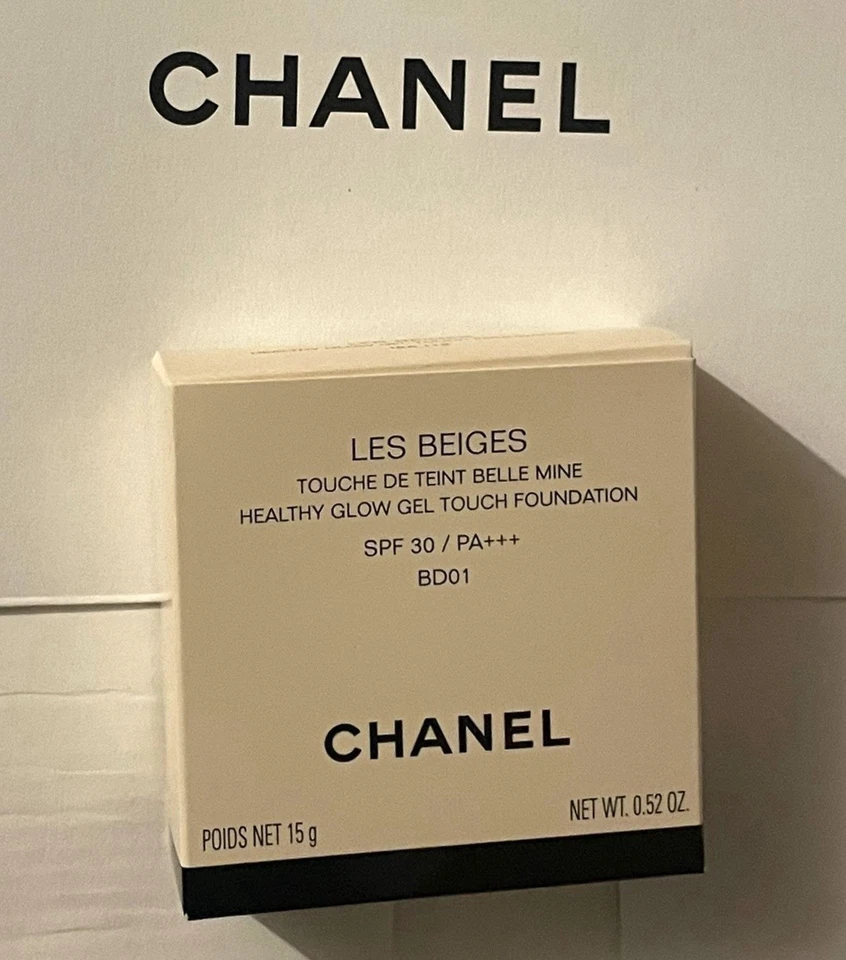 CHANEL
LES BEIGES
TOUCHE DE TEINT BELLE MINE
HEALTHY GLOW GEL TOUCH FOUNDATION
SPF 30 / PA+++
BD01
CHANEL
POIDS NET 15 g
NET WT. 0.52 OZ.